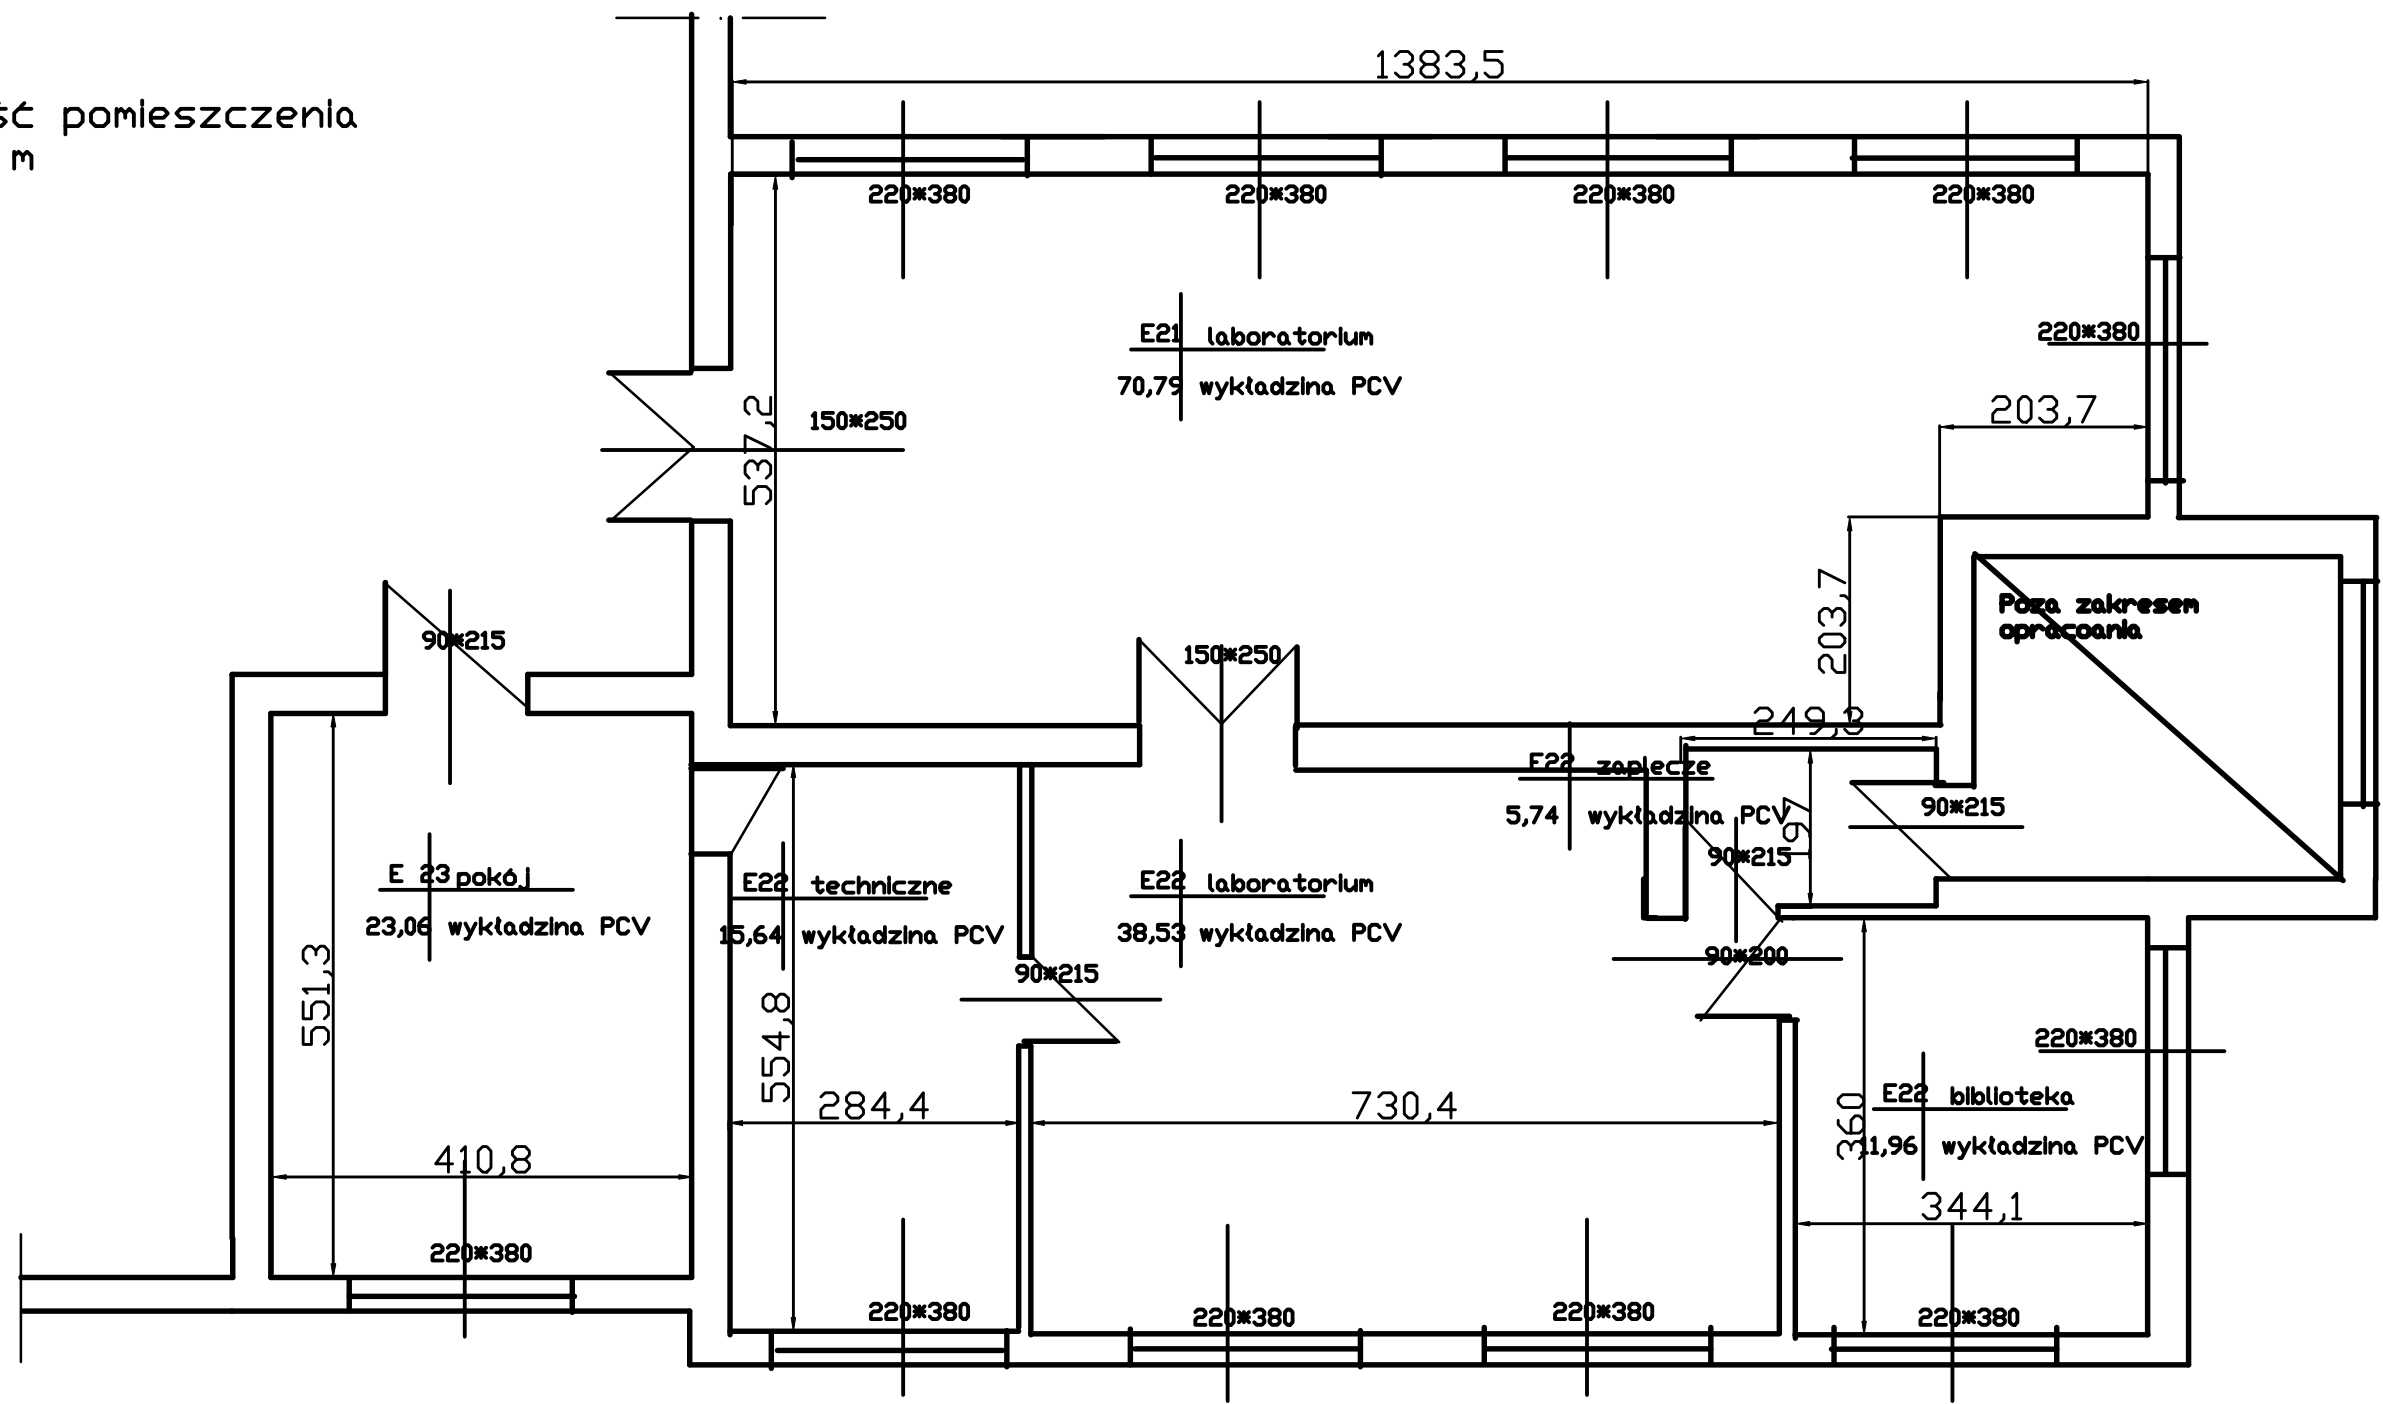 1383,5
ść pomieszczenia
m
220*380
220*380
220*380
220*380
E21 laboratorium
70,79 wykładzina PCV
220*380
203,7
150*250
537,2
203,7
Poza zakresem
opracoania
90*215
150*250
249,3
E22 zaplecze
5,74 wykładzina PCV
197
90*215
90*215
E 23 pokój
23,06 wykładzina PCV
E22 techniczne
15,64 wykładzina PCV
E22 laboratorium
38,53 wykładzina PCV
90*200
90*215
551,3
554,8
220*380
284,4
730,4
360
E22 biblioteka
11,96 wykładzina PCV
410,8
344,1
220*380
220*380
220*380
220*380
220*380